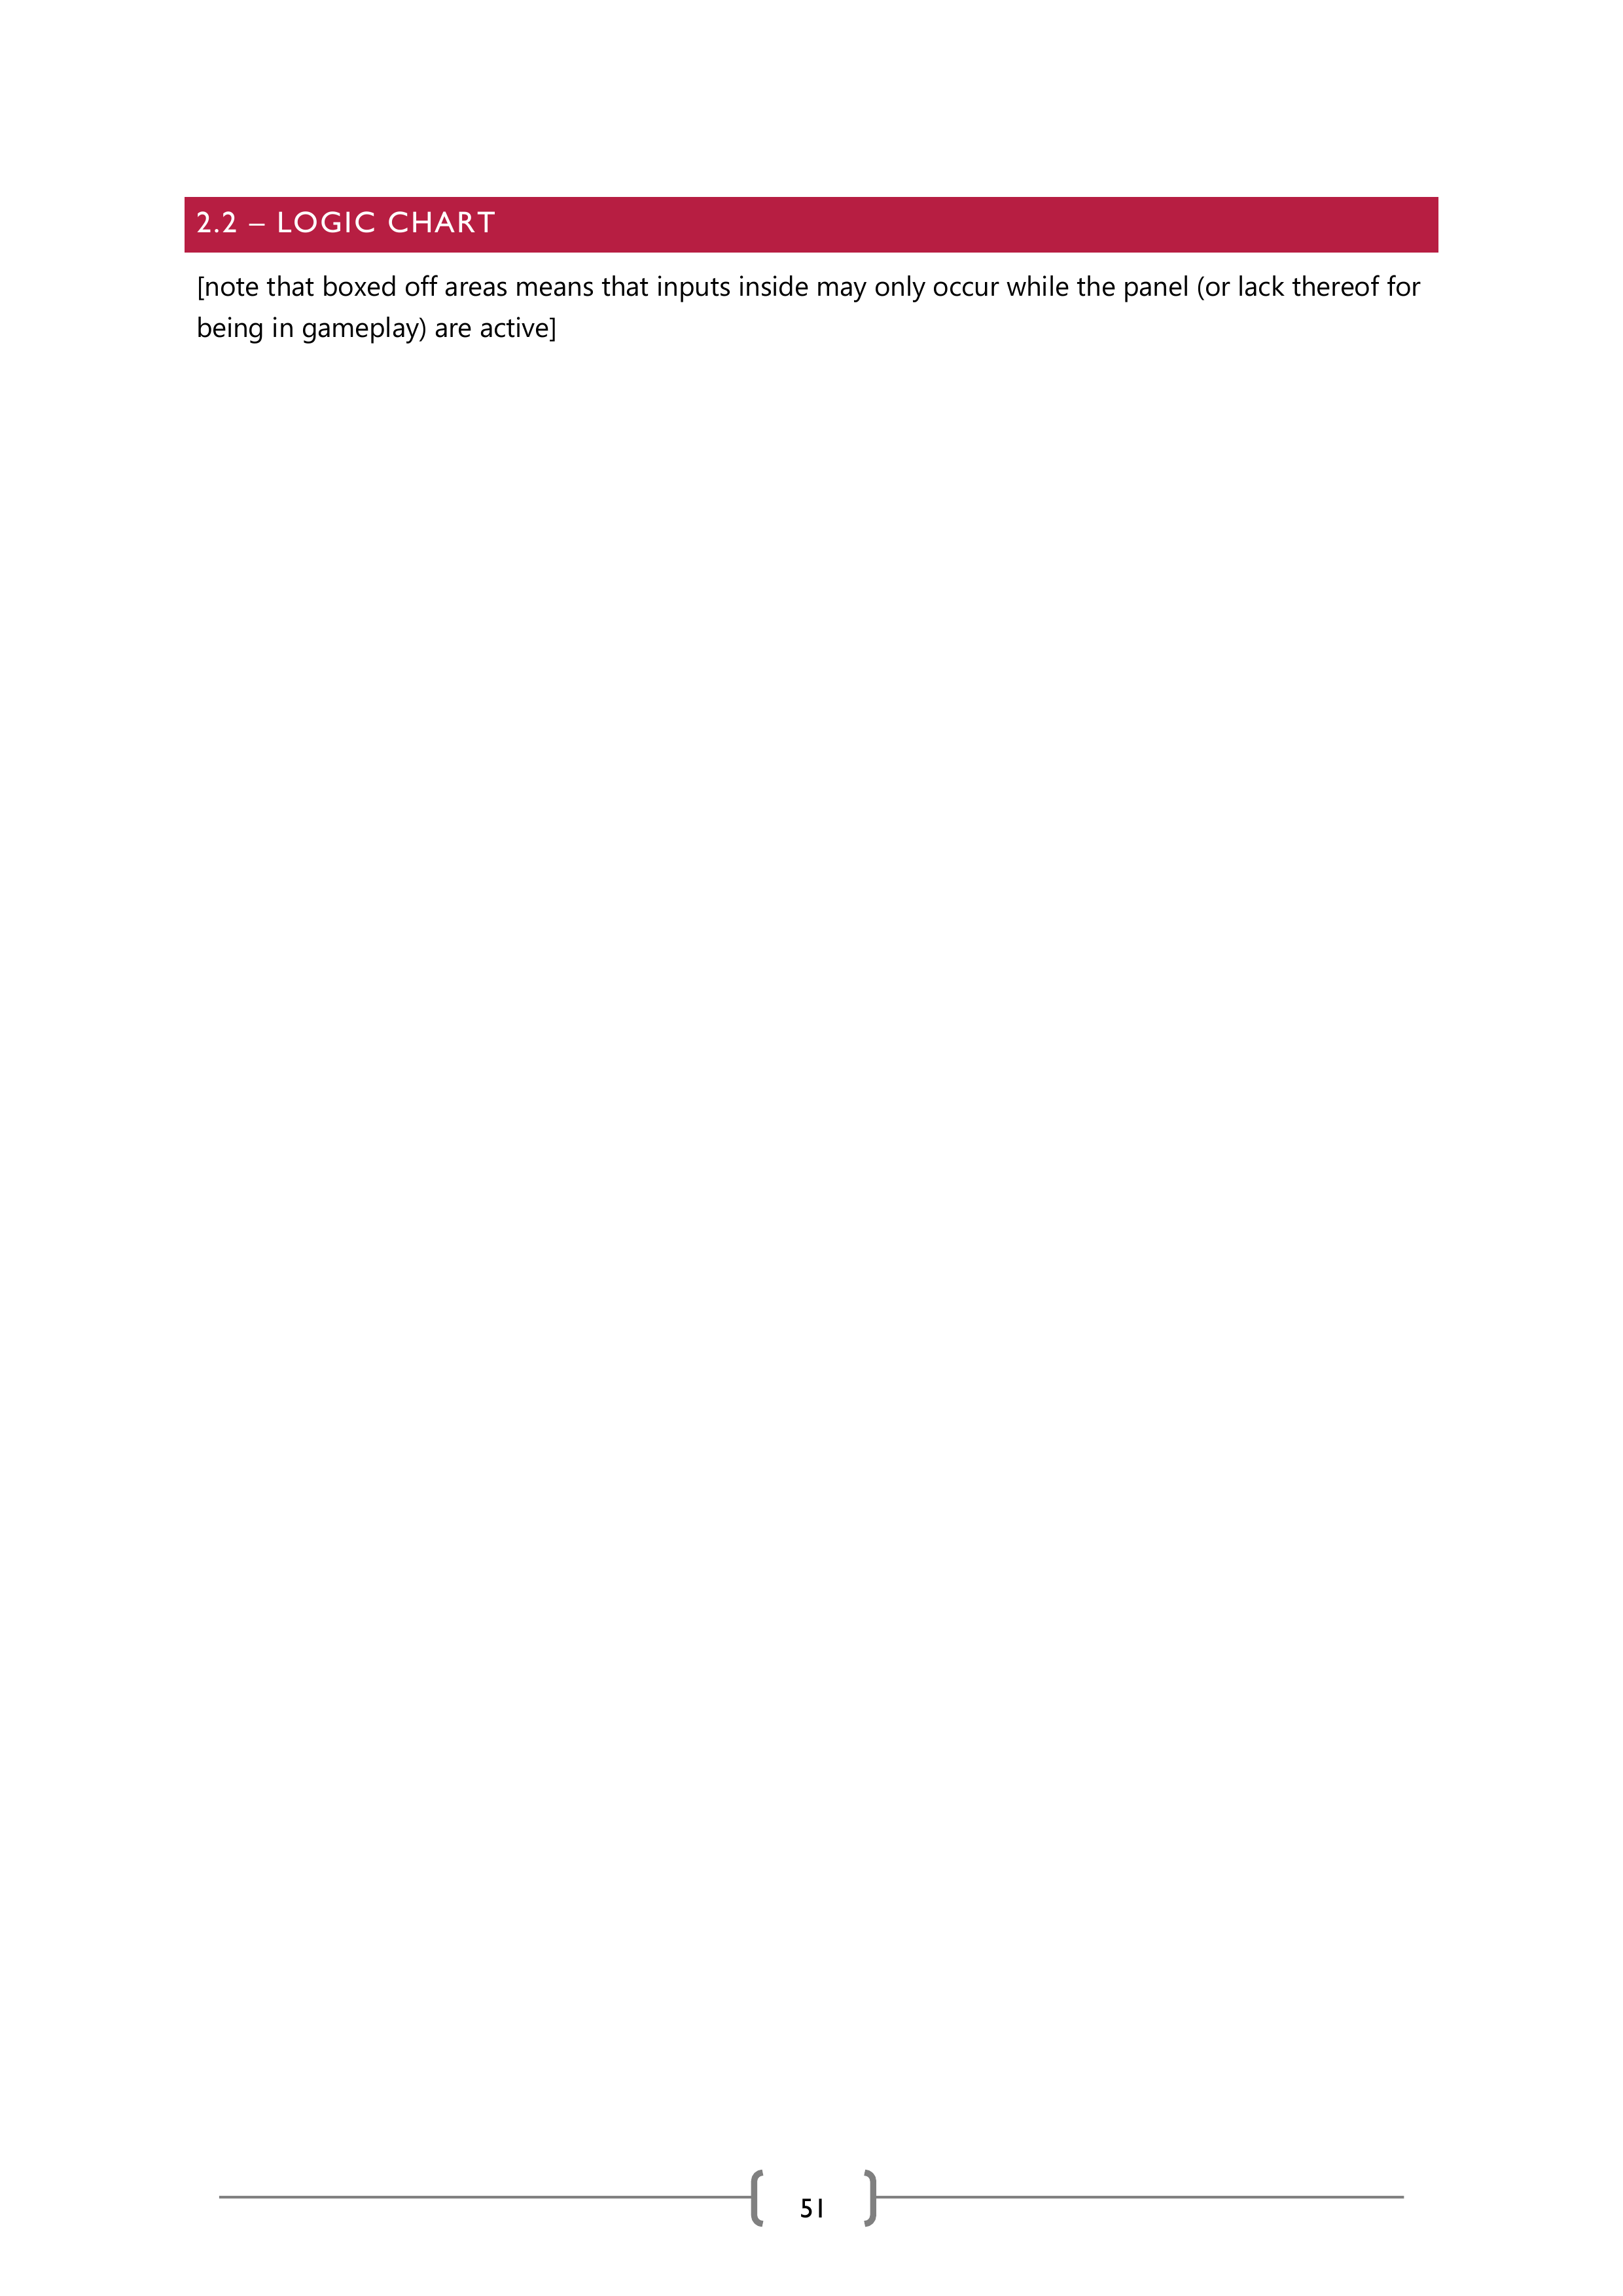 2.2 – LOGIC CHART
[note that boxed off areas means that inputs inside may only occur while the panel (or lack thereof for
being in gameplay) are active]
51